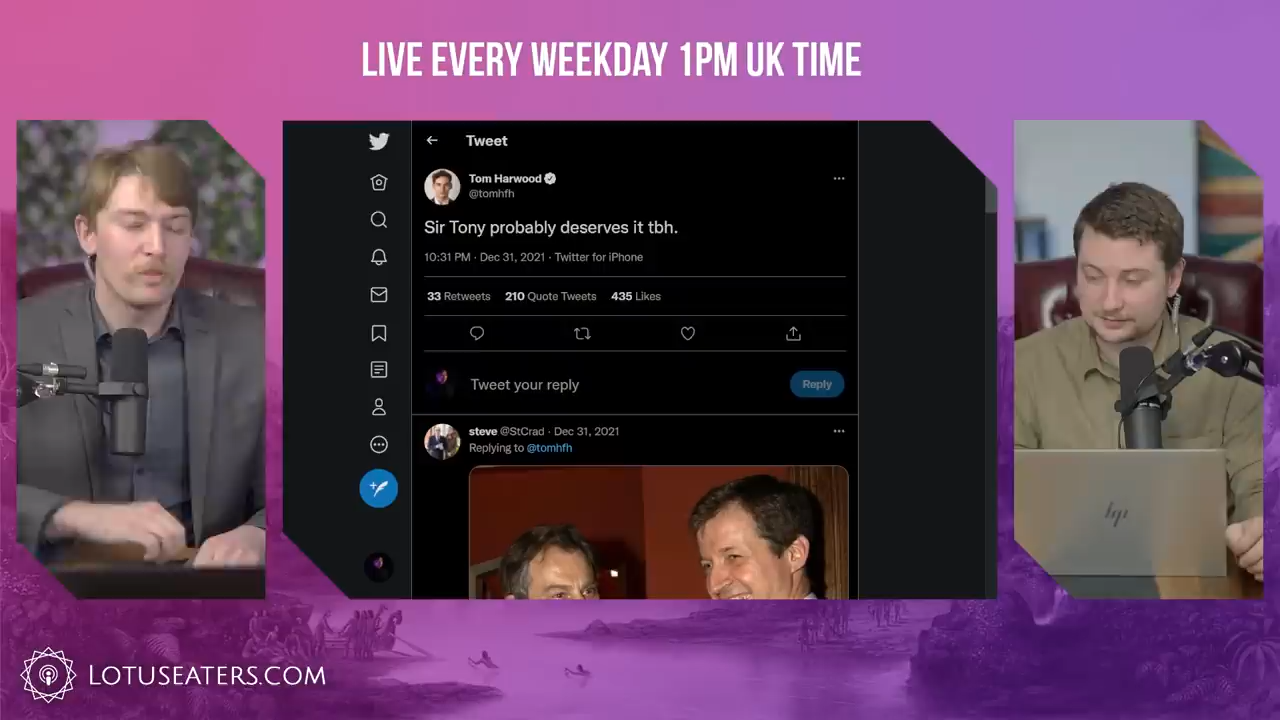 LIVE EVERY WEEKDAY 1PM UK TIME
Tweet
Tom Harwood
@tomhfh
Sir Tony probably deserves it tbh.
10:31 PM · Dec 31, 2021 · Twitter for iPhone
33 Retweets 210 Quote Tweets 435 Likes
Tweet your reply
Reply
steve @StCrad · Dec 31, 2021
Replying to @tomhfh
hp
LOTUSEATERS.COM